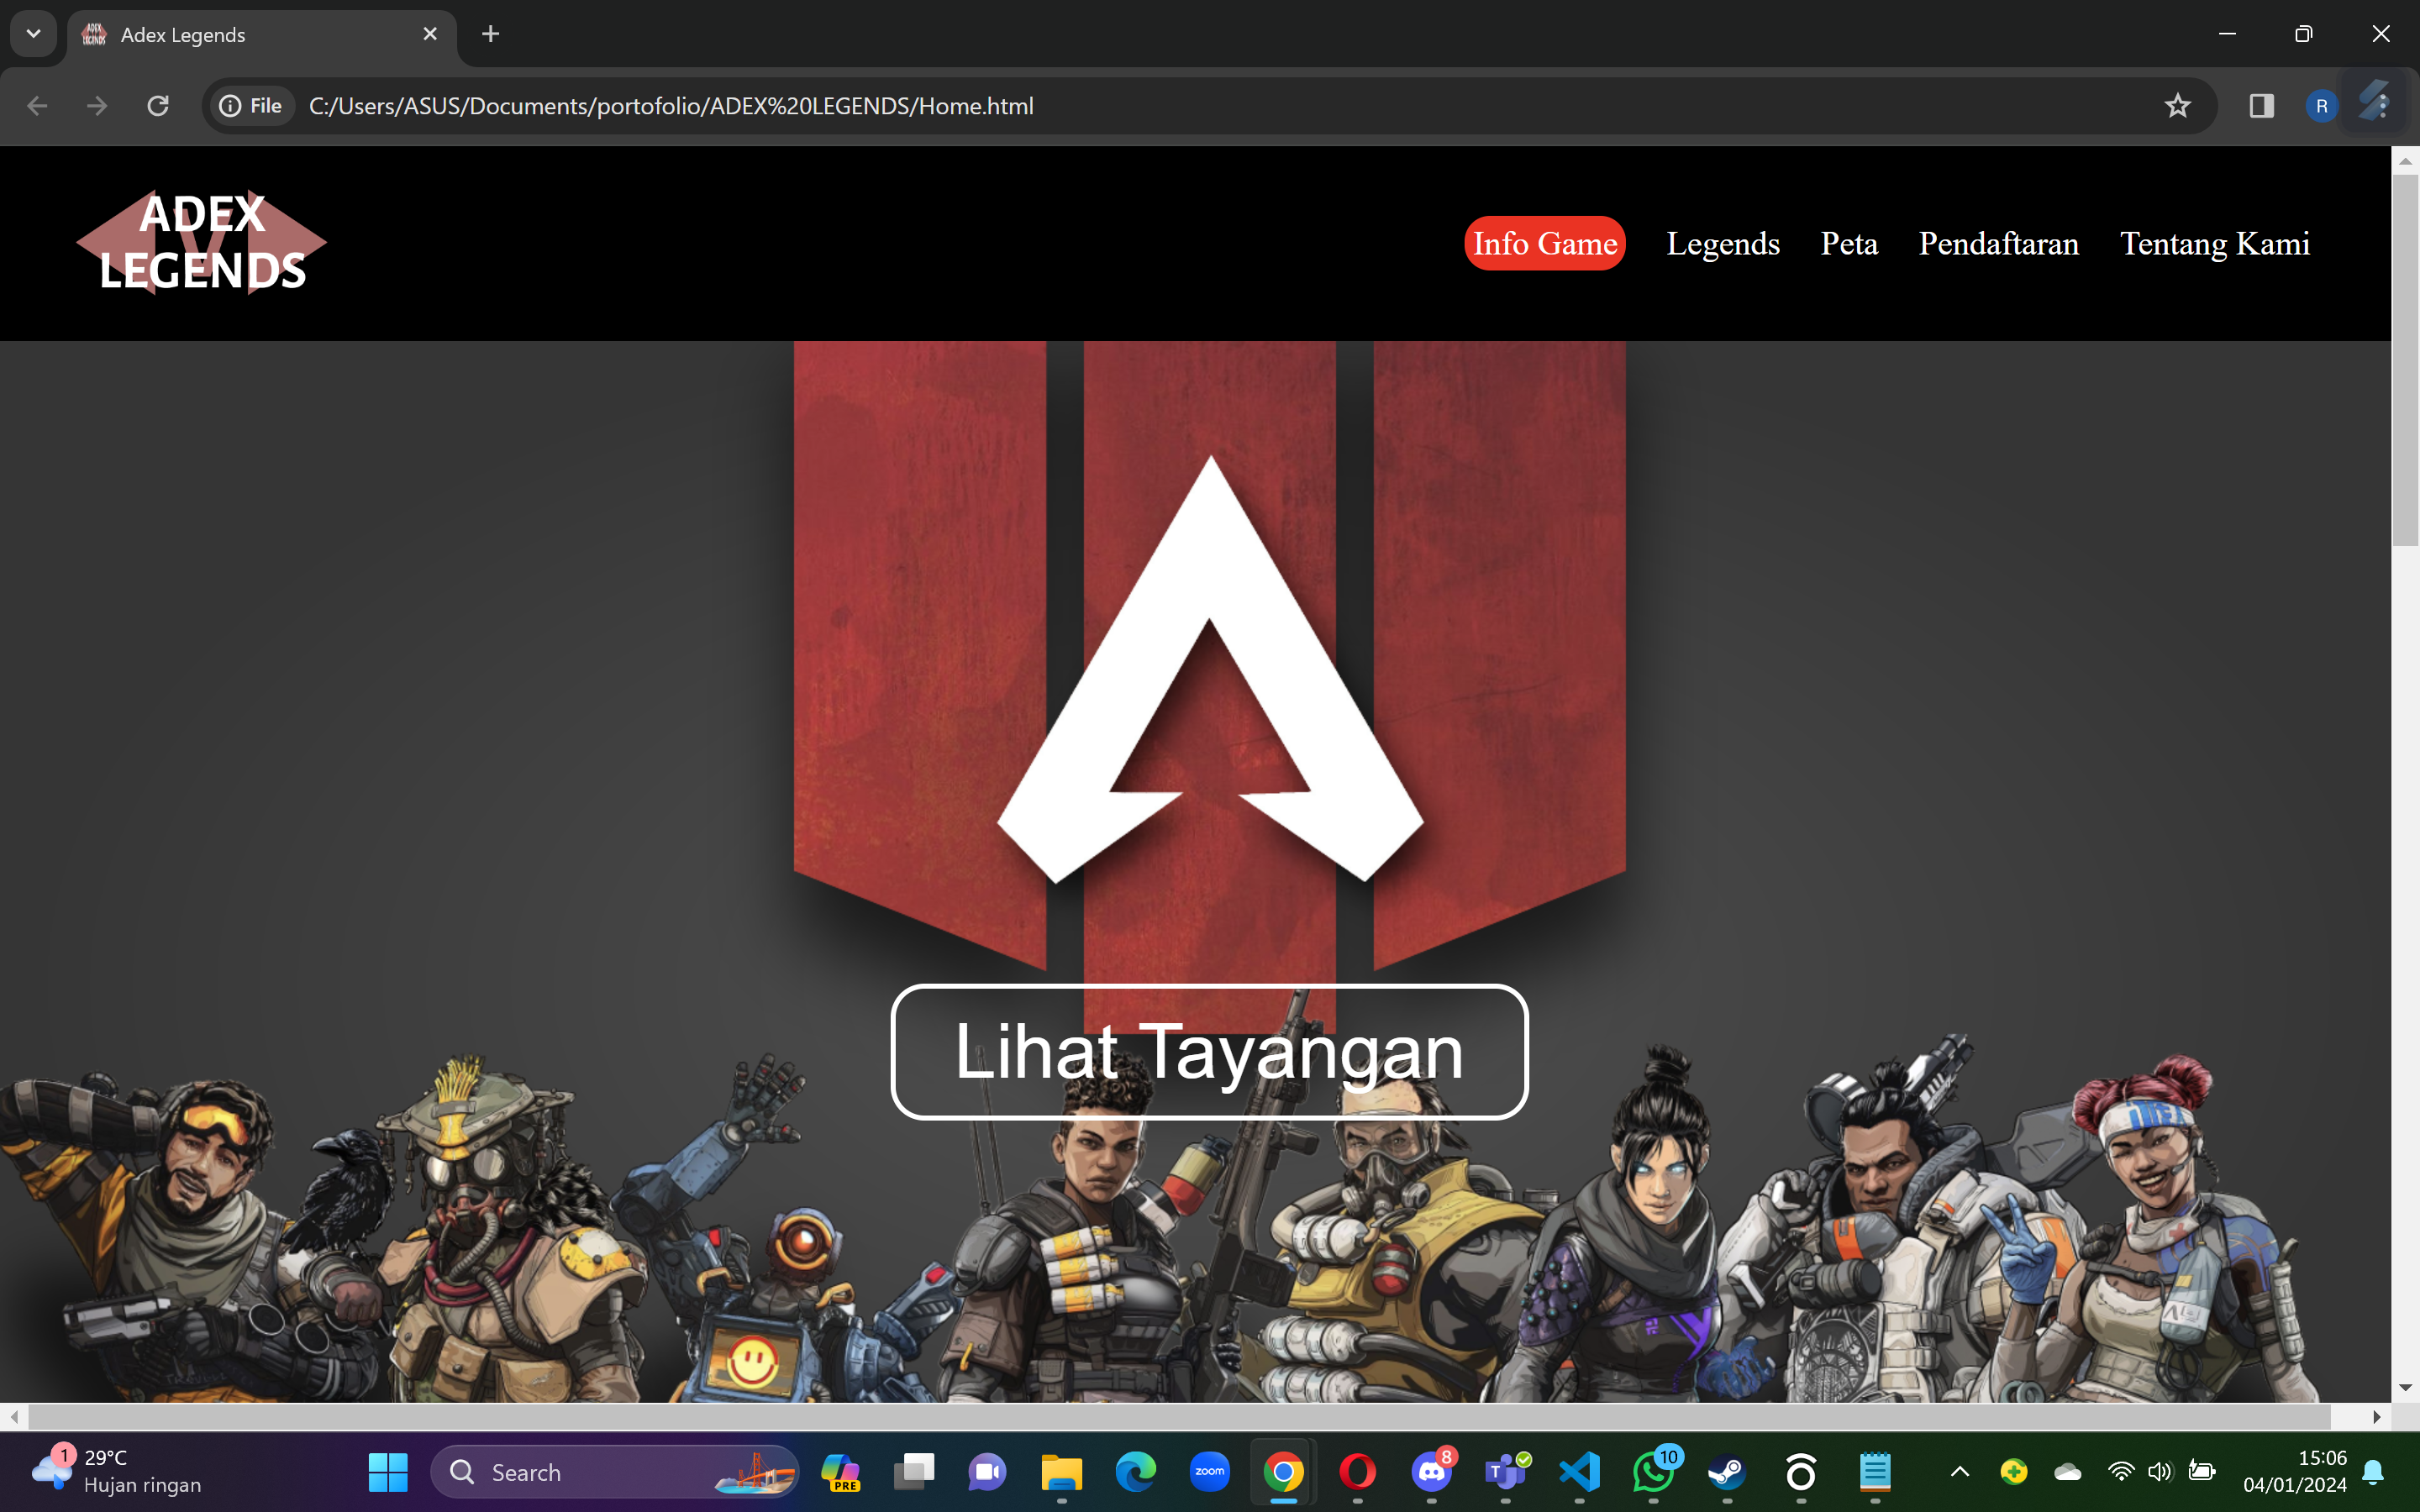 Adex Legends
File
C:/Users/ASUS/Documents/portofolio/ADEX%20LEGENDS/Home.html
R
ADEX
LEGENDS
Info Game
Legends
Peta
Pendaftaran
Tentang Kami
Lihat Tayangan
1
29°C
Hujan ringan
Search
PRE
zoom
8
T
10
15:06
04/01/2024